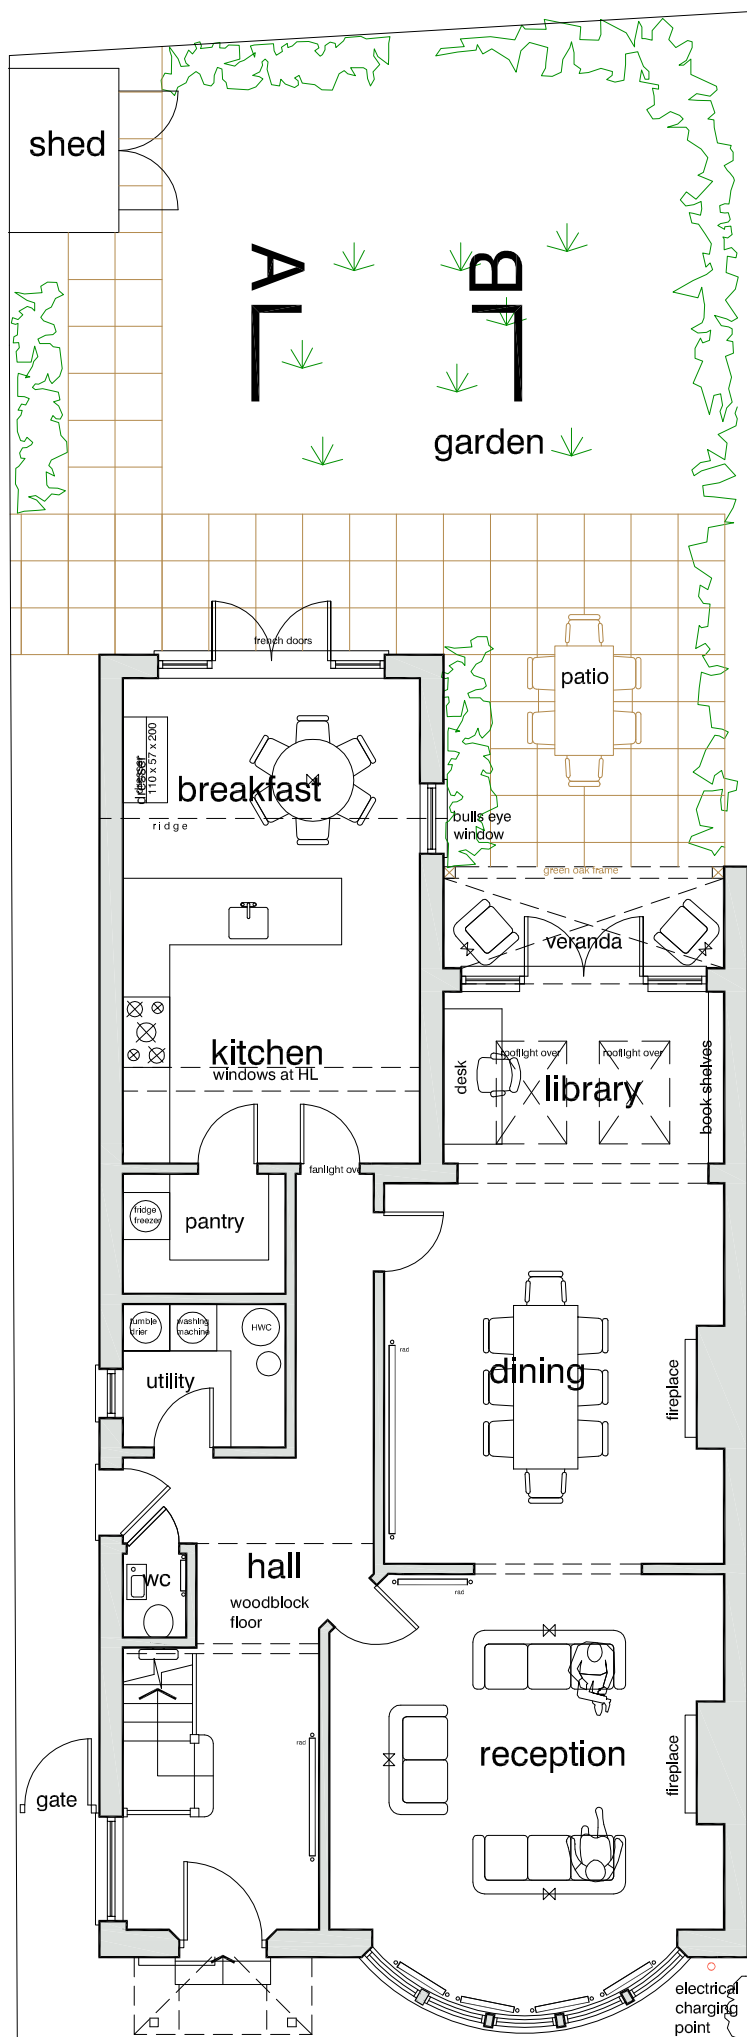 shed
A
B
garden
french doors
patio
dresser
110 x 57 x 200
breakfast
ridge
bulls eye
window
green oak frame
veranda
kitchen
windows at HL
desk
rooflight over
rooflight over
library
book shelves
fanlight over
fridge
freezer
pantry
tumble
drier
washing
machine
HWC
utility
rad
dining
fireplace
wc
hall
woodblock
floor
rad
rad
reception
fireplace
gate
electrical
charging
point